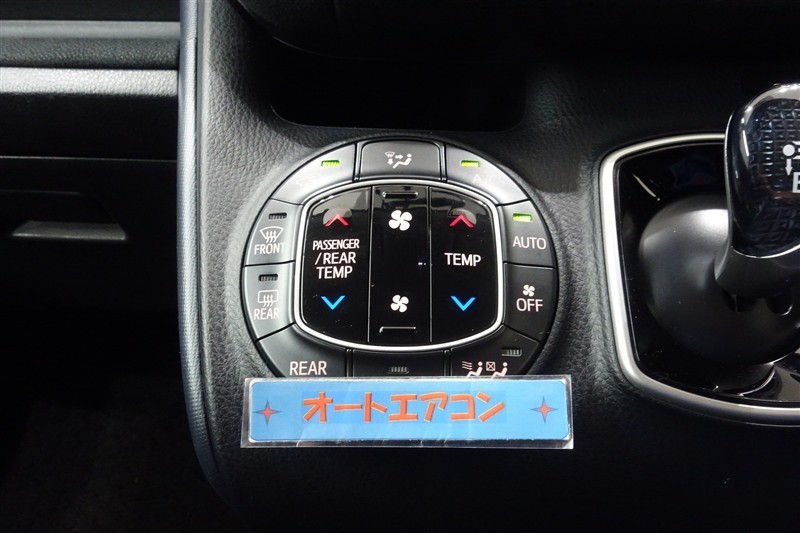 A
FRONT
PASSENGER
/REAR
TEMP
TEMP
AUTO
REAR
OFF
REAR
オートエアコン